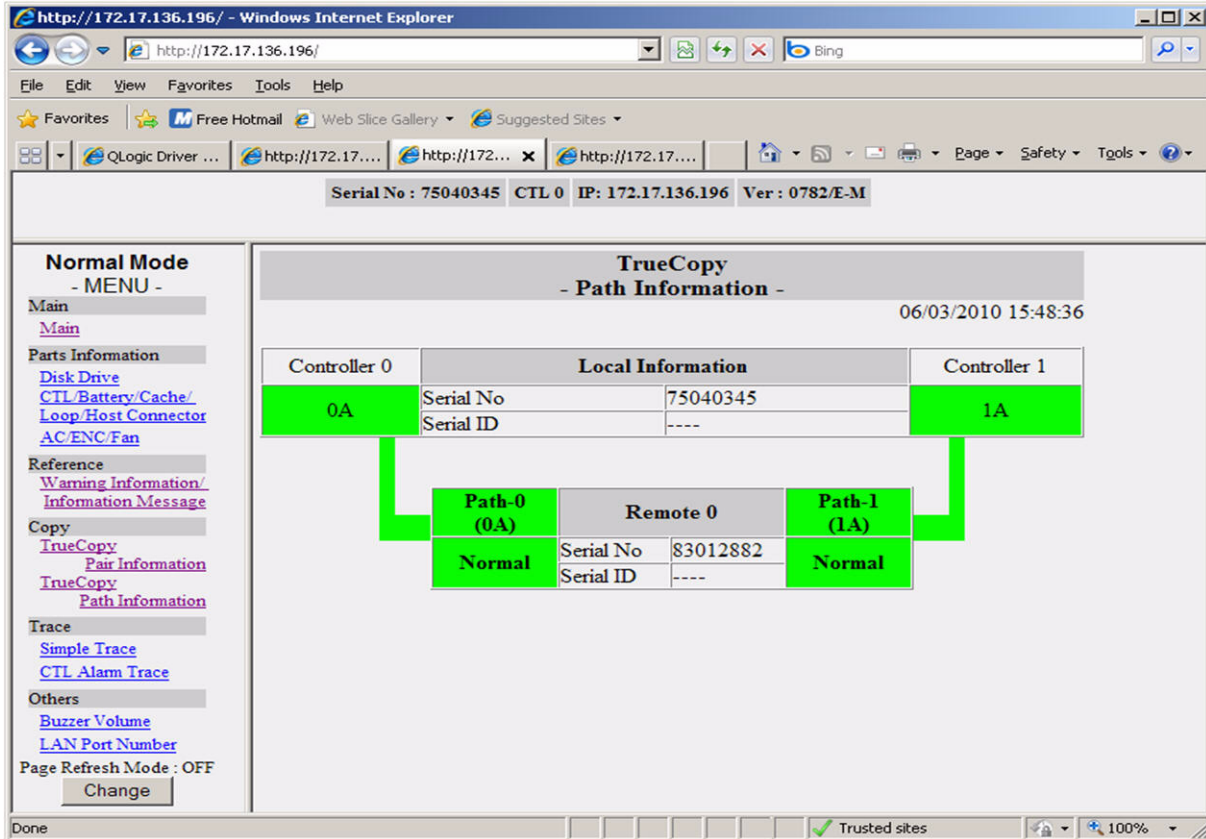 http://172.17.136.196/ - Windows Internet Explorer
http://172.17.136.196/
Bing
File Edit View Favorites Tools Help
Favorites Free Hotmail Web Slice Gallery Suggested Sites
QLogic Driver ... http://172.17.... http://172... http://172.17.... Page Safety Tools
Serial No : 75040345 CTL 0 IP: 172.17.136.196 Ver : 0782/E-M
Normal Mode
- MENU -
Main
Main
Parts Information
Disk Drive
CTL/Battery/Cache/
Loop/Host Connector
AC/ENC/Fan
Reference
Warning Information/
Information Message
Copy
TrueCopy
Pair Information
TrueCopy
Path Information
Trace
Simple Trace
CTL Alarm Trace
Others
Buzzer Volume
LAN Port Number
Page Refresh Mode : OFF
Change
TrueCopy
- Path Information -
06/03/2010 15:48:36
Controller 0 Local Information Controller 1
0A
Serial No 75040345
Serial ID ----
1A
Path-0
(0A)
Remote 0
Path-1
(1A)
Normal
Serial No 83012882
Serial ID ----
Normal
Done Trusted sites 100%